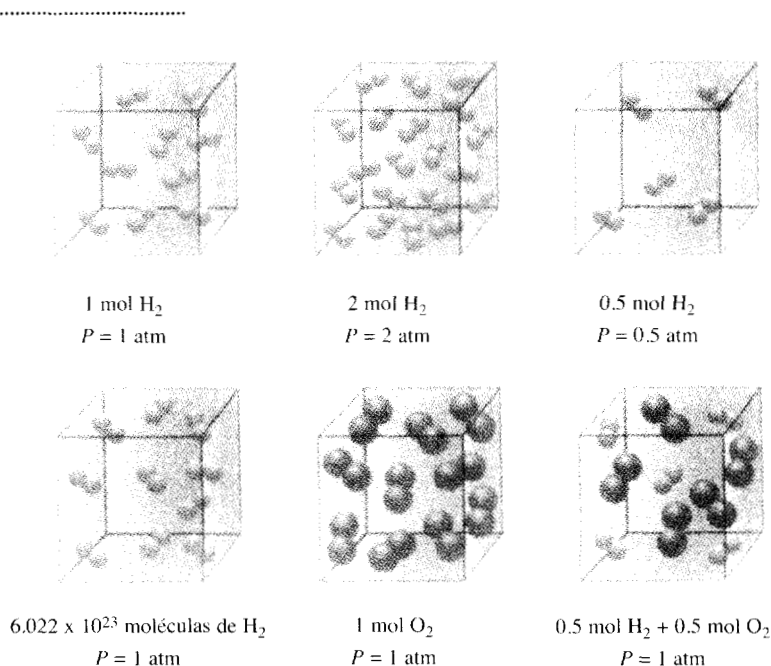 1 mol H₂
P = 1 atm
2 mol H₂
P = 2 atm
0.5 mol H₂
P = 0.5 atm
6.022 x 10²³ moléculas de H₂
P = 1 atm
1 mol O₂
P = 1 atm
0.5 mol H₂ + 0.5 mol O₂
P = 1 atm